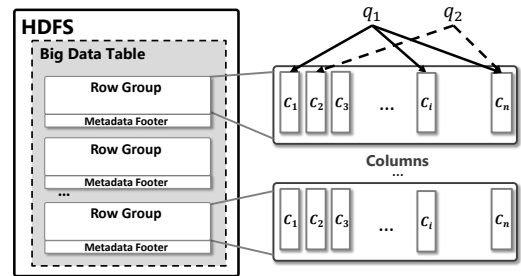 HDFS
Big Data Table
Row Group
Metadata Footer
Row Group
Metadata Footer
...
Row Group
Metadata Footer
q1 q2
C1 C2 C3 ... Ci Cn
Columns
...
C1 C2 C3 ... Ci Cn